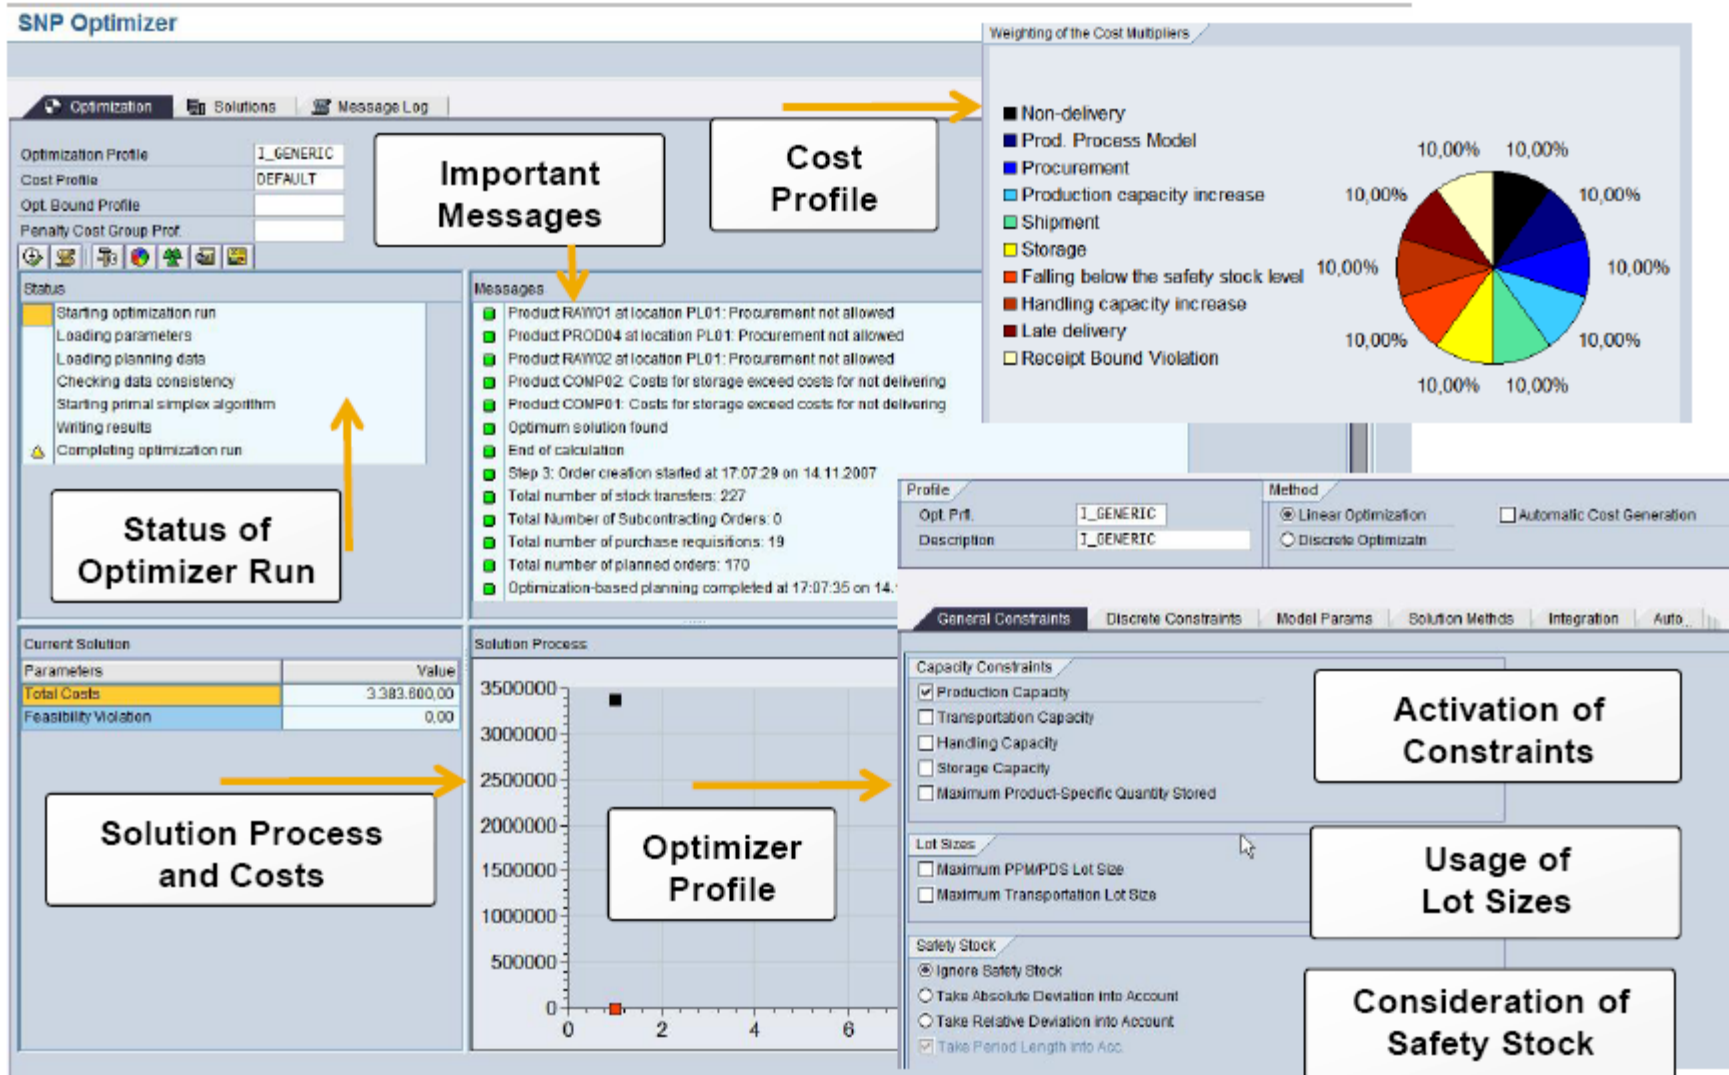 SNP Optimizer
Optimization
Solutions
Message Log
Optimization Profile
I_GENERIC
Cost Profile
DEFAULT
Opt. Bound Profile
Penalty Cost Group Prof.
Important
Messages
Cost
Profile
Weighting of the Cost Multipliers
Non-delivery
Prod. Process Model
Procurement
Production capacity increase
Shipment
Storage
Falling below the safety stock level
Handling capacity increase
Late delivery
Receipt Bound Violation
10,00% 10,00%
10,00% 10,00%
10,00% 10,00%
10,00% 10,00%
10,00% 10,00%
Status
Starting optimization run
Loading parameters
Loading planning data
Checking data consistency
Starting primal simplex algorithm
Writing results
Completing optimization run
Status of
Optimizer Run
Messages
Product RAW01 at location PL01: Procurement not allowed
Product PROD04 at location PL01: Procurement not allowed
Product RAW02 at location PL01: Procurement not allowed
Product COMP02: Costs for storage exceed costs for not delivering
Product COMP01: Costs for storage exceed costs for not delivering
Optimum solution found
End of calculation
Step 3: Order creation started at 17:07:29 on 14.11.2007
Total number of stock transfers: 227
Total Number of Subcontracting Orders: 0
Total number of purchase requisitions: 19
Total number of planned orders: 170
Optimization-based planning completed at 17:07:35 on 14.
Current Solution
Parameters Value
Total Costs 3.383.600,00
Feasibility Violation 0,00
Solution Process
and Costs
Solution Process
3500000
3000000
2500000
2000000
1500000
1000000
500000
0
0 2 4 6
Optimizer
Profile
Profile
Opt. Prfl. I_GENERIC
Description I_GENERIC
Method
Linear Optimization
Automatic Cost Generation
Discrete Optimizatn
General Constraints
Discrete Constraints
Model Params
Solution Methds
Integration
Auto
Capacity Constraints
Production Capacity
Transportation Capacity
Handling Capacity
Storage Capacity
Maximum Product-Specific Quantity Stored
Activation of
Constraints
Lot Sizes
Maximum PPM/PDS Lot Size
Maximum Transportation Lot Size
Usage of
Lot Sizes
Safety Stock
Ignore Safety Stock
Take Absolute Deviation into Account
Take Relative Deviation into Account
Take Period Length into Acc.
Consideration of
Safety Stock